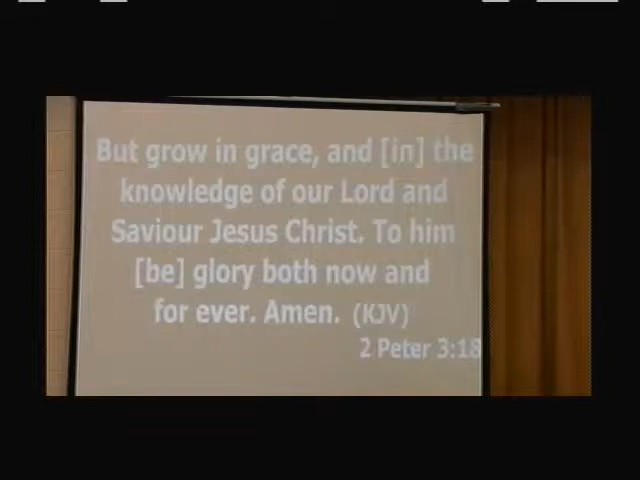 But grow in grace, and [in] the
knowledge of our Lord and
Saviour Jesus Christ. To him
[be] glory both now and
for ever. Amen. (KJV)
2 Peter 3:18